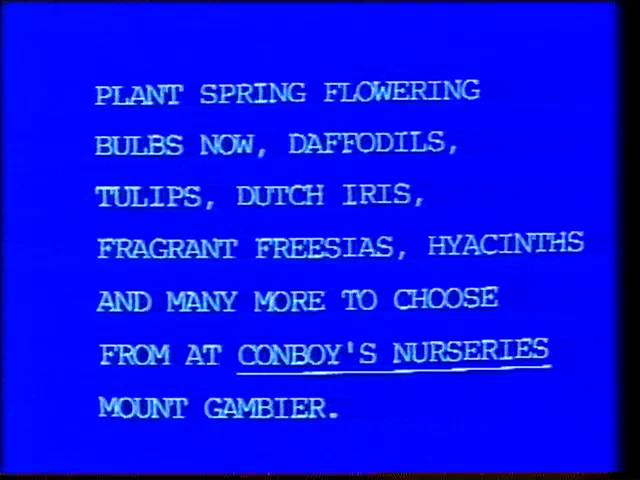 PLANT SPRING FLOWERING
BULBS NOW, DAFFODILS,
TULIPS, DUTCH IRIS,
FRAGRANT FREESIAS, HYACINTHS
AND MANY MORE TO CHOOSE
FROM AT CONBOY'S NURSERIES
MOUNT GAMBIER.